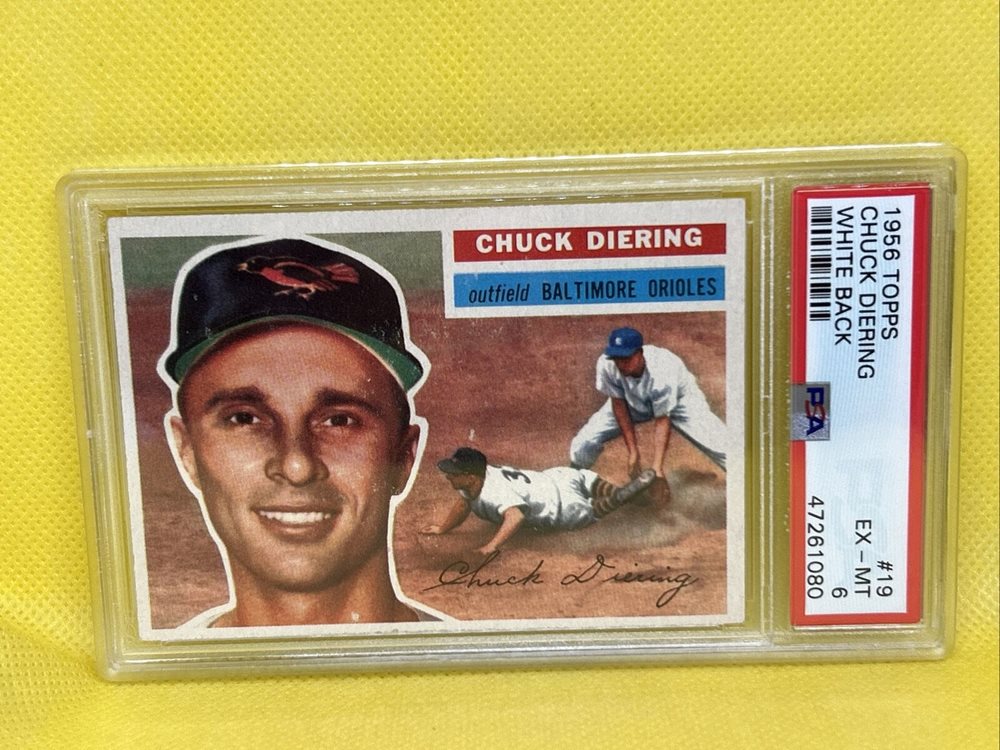 CHUCK DIERING
outfield BALTIMORE ORIOLES
Chuck Diering
1956 TOPPS
CHUCK DIERING
WHITE BACK
#19
EX - MT
6
47261080
PSA
3